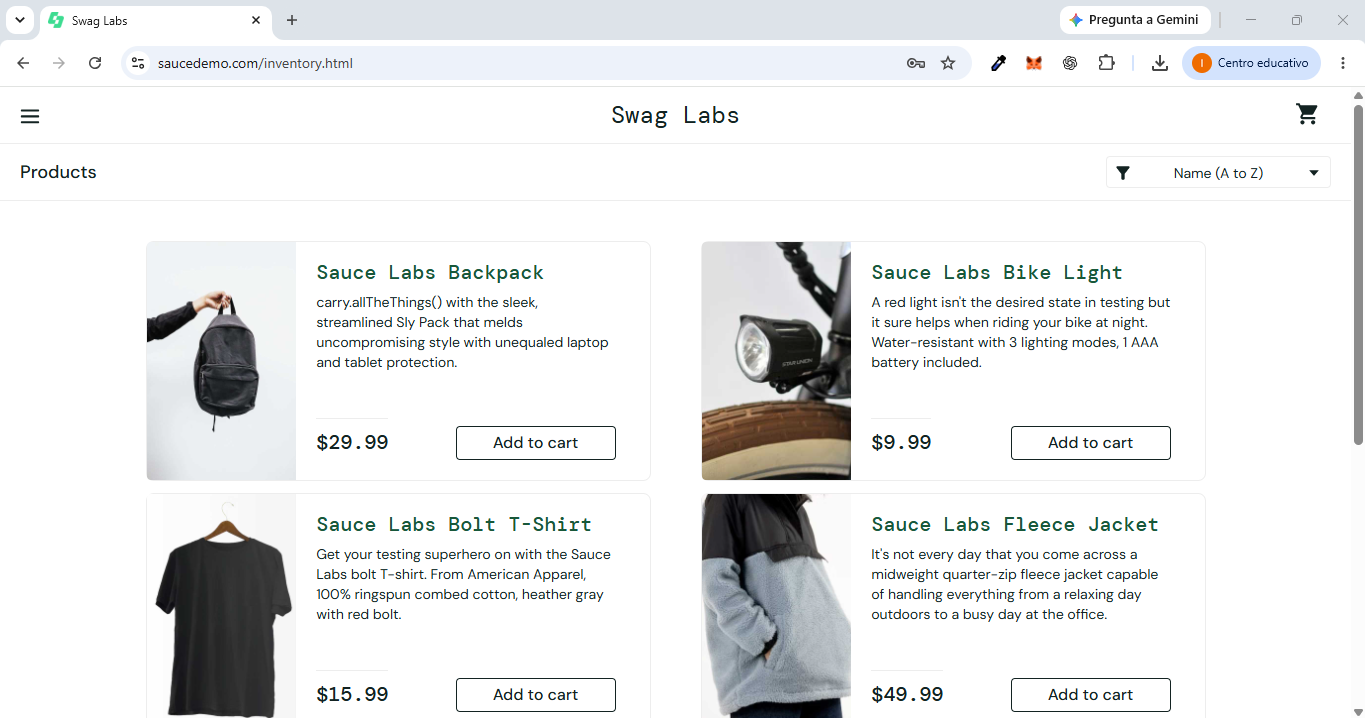 Swag Labs
Pregunta a Gemini
saucedemo.com/inventory.html
I
Centro educativo
Swag Labs
Products
Name (A to Z)
Sauce Labs Backpack
carry.allTheThings() with the sleek,
streamlined Sly Pack that melds
uncompromising style with unequaled laptop
and tablet protection.
$29.99
Add to cart
Sauce Labs Bike Light
A red light isn't the desired state in testing but
it sure helps when riding your bike at night.
Water-resistant with 3 lighting modes, 1 AAA
battery included.
STAR UNION
$9.99
Add to cart
Sauce Labs Bolt T-Shirt
Get your testing superhero on with the Sauce
Labs bolt T-shirt. From American Apparel,
100% ringspun combed cotton, heather gray
with red bolt.
$15.99
Add to cart
Sauce Labs Fleece Jacket
It's not every day that you come across a
midweight quarter-zip fleece jacket capable
of handling everything from a relaxing day
outdoors to a busy day at the office.
$49.99
Add to cart